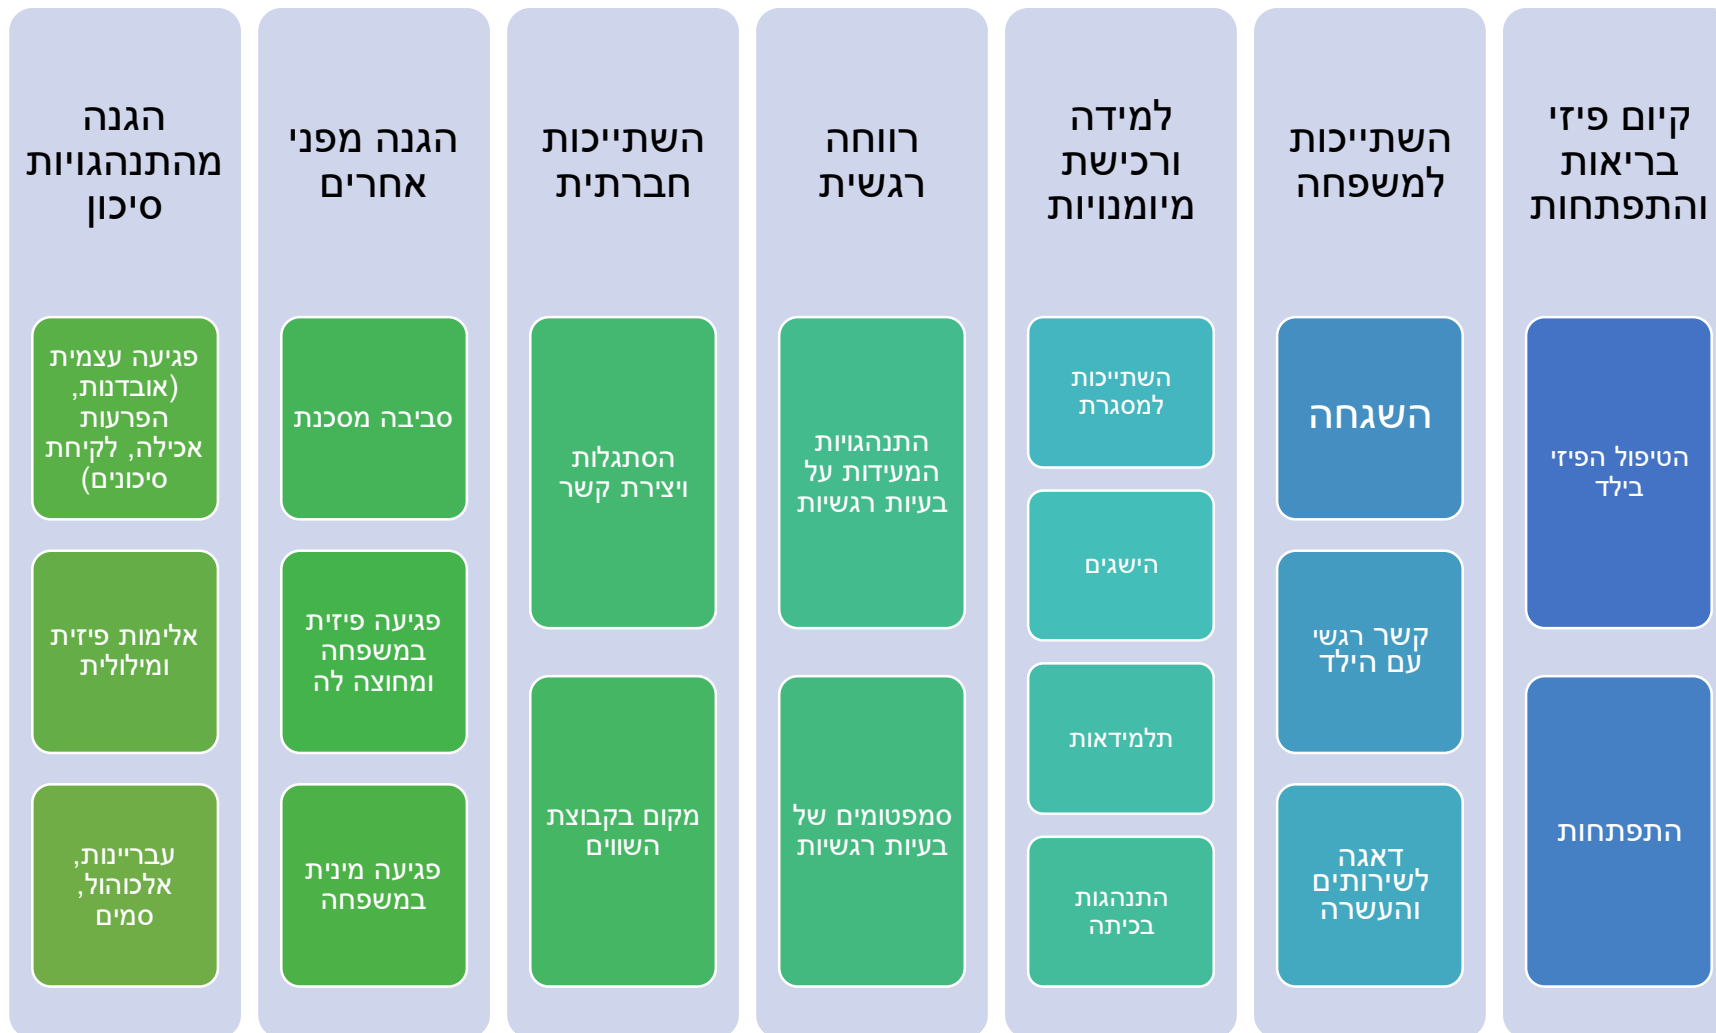 קיום פיזי
בריאות
והתפתחות
הטיפול הפיזי
בילד
התפתחות
השתייכות
למשפחה
השגחה
קשר רגשי
עם הילד
דאגה
לשירותים
והעשרה
למידה
ורכישת
מיומנויות
השתייכות
למסגרת
הישגים
תלמידאות
התנהגות
בכיתה
רווחה
רגשית
התנהגויות
המעידות על
בעיות רגשיות
סמפטומים של
בעיות רגשיות
השתייכות
חברתית
הסתגלות
ויצירת קשר
מקום בקבוצת
השווים
הגנה מפני
אחרים
סביבה מסכנת
פגיעה פיזית
במשפחה
ומחוצה לה
פגיעה מינית
במשפחה
הגנה
מהתנהגויות
סיכון
פגיעה עצמית
(אובדנות,
הפרעות
אכילה, לקיחת
סיכונים)
אלימות פיזית
ומילולית
עבריינות,
אלכוהול,
סמים